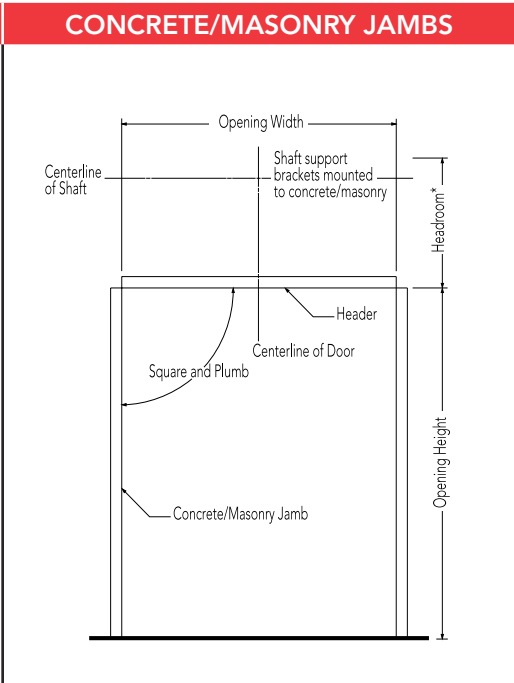 CONCRETE/MASONRY JAMBS
Opening Width
Centerline
of Shaft
Shaft support
brackets mounted
to concrete/masonry
Headroom*
Header
Centerline of Door
Square and Plumb
Opening Height
Concrete/Masonry Jamb